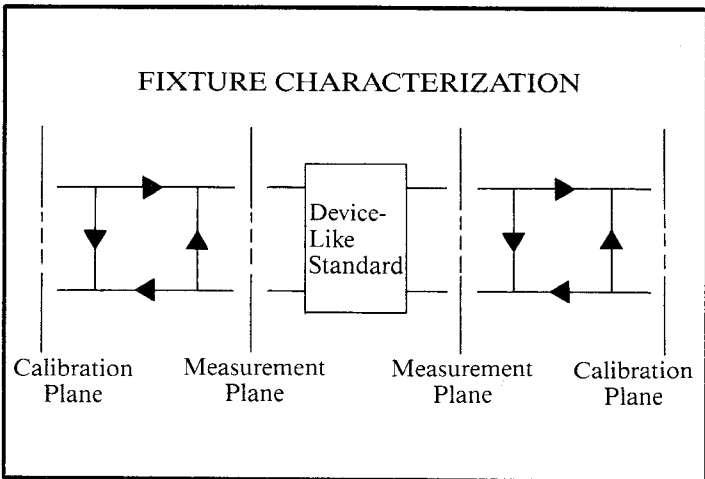 FIXTURE CHARACTERIZATION
Device-
Like
Standard
Calibration
Plane
Measurement
Plane
Measurement
Plane
Calibration
Plane